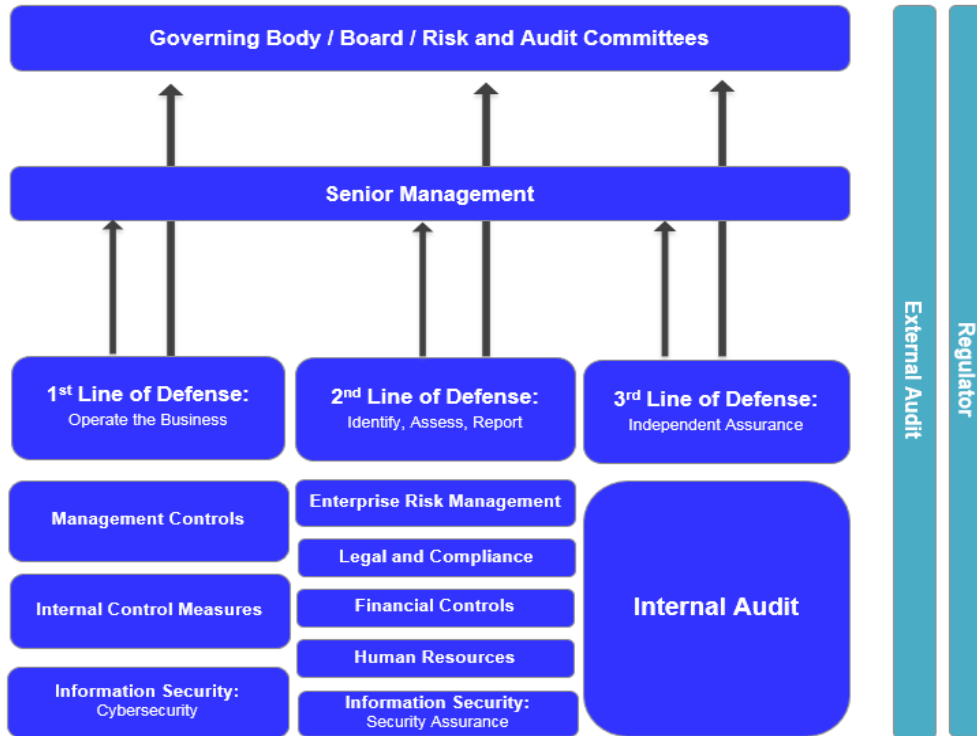 Governing Body / Board / Risk and Audit Committees
Senior Management
1st Line of Defense:
Operate the Business
2nd Line of Defense:
Identify, Assess, Report
3rd Line of Defense:
Independent Assurance
Management Controls
Internal Control Measures
Information Security:
Cybersecurity
Enterprise Risk Management
Legal and Compliance
Financial Controls
Human Resources
Information Security:
Security Assurance
Internal Audit
External Audit
Regulator